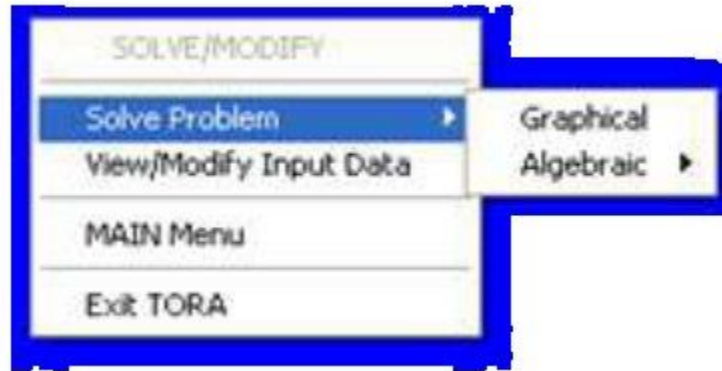 SOLVE/MODIFY
Solve Problem
View/Modify Input Data
MAIN Menu
Exit TORA
Graphical
Algebraic